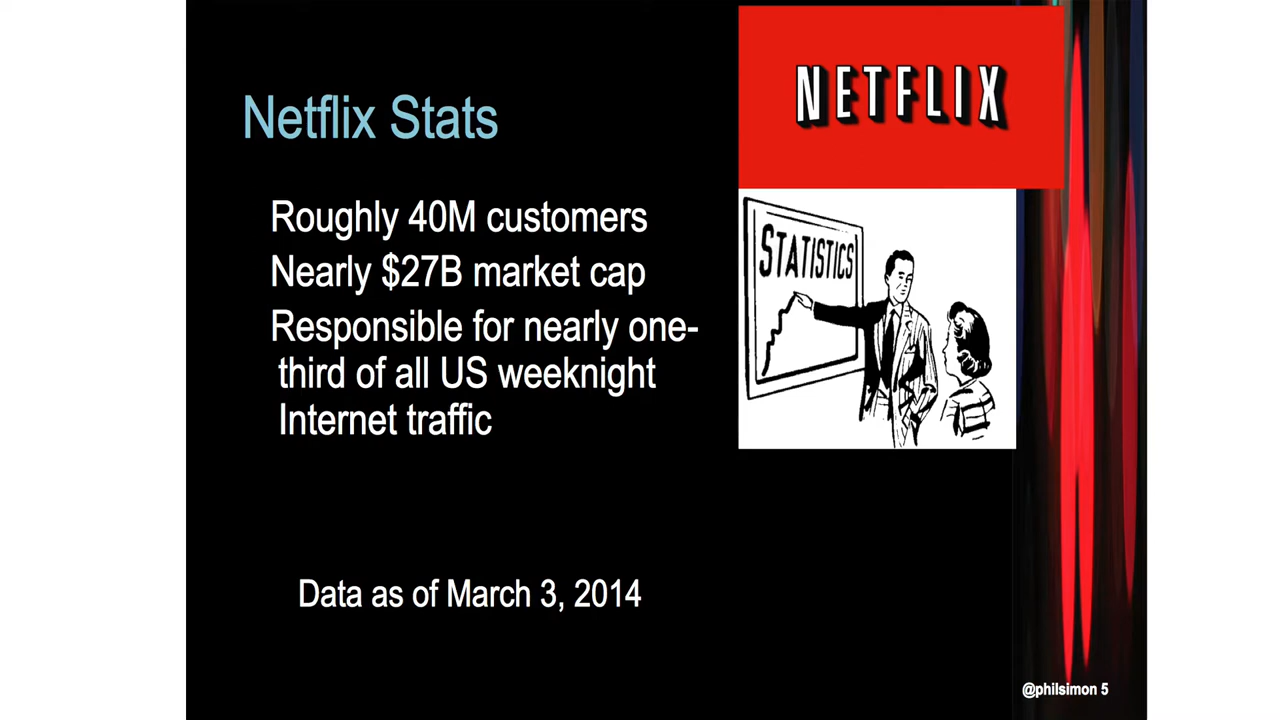 NETFLIX
Netflix Stats
Roughly 40M customers
Nearly $27B market cap
Responsible for nearly one-
third of all US weeknight
Internet traffic
STATISTICS
Data as of March 3, 2014
@philsimon 5